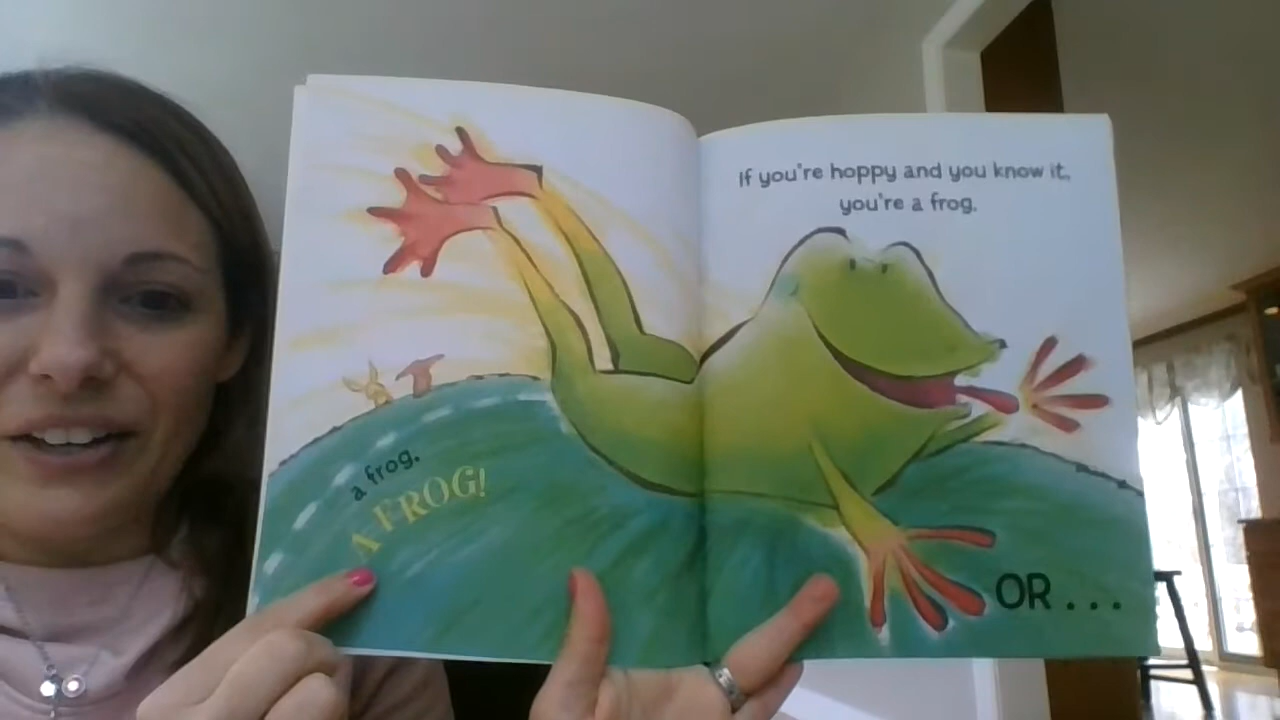 a frog.
A FROG!
If you're hoppy and you know it,
you're a frog.
OR...